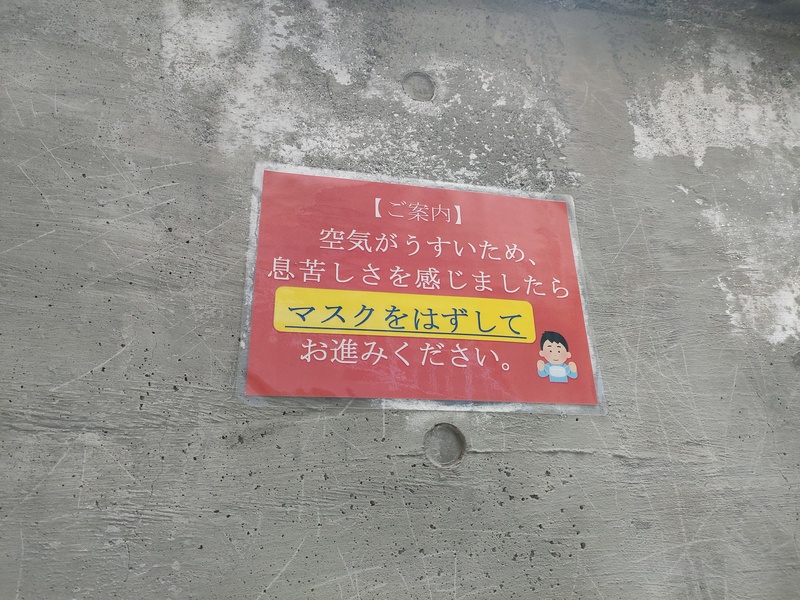 【ご案内】
空気がうすいため、
息苦しさを感じましたら
マスクをはずして
お進みください。